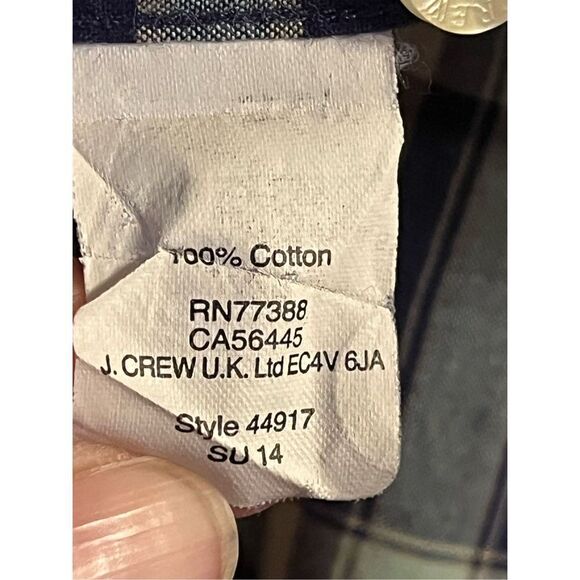 100% Cotton
RN77388
CA56445
J. CREW U.K. Ltd EC4V 6JA
Style 44917
SU 14